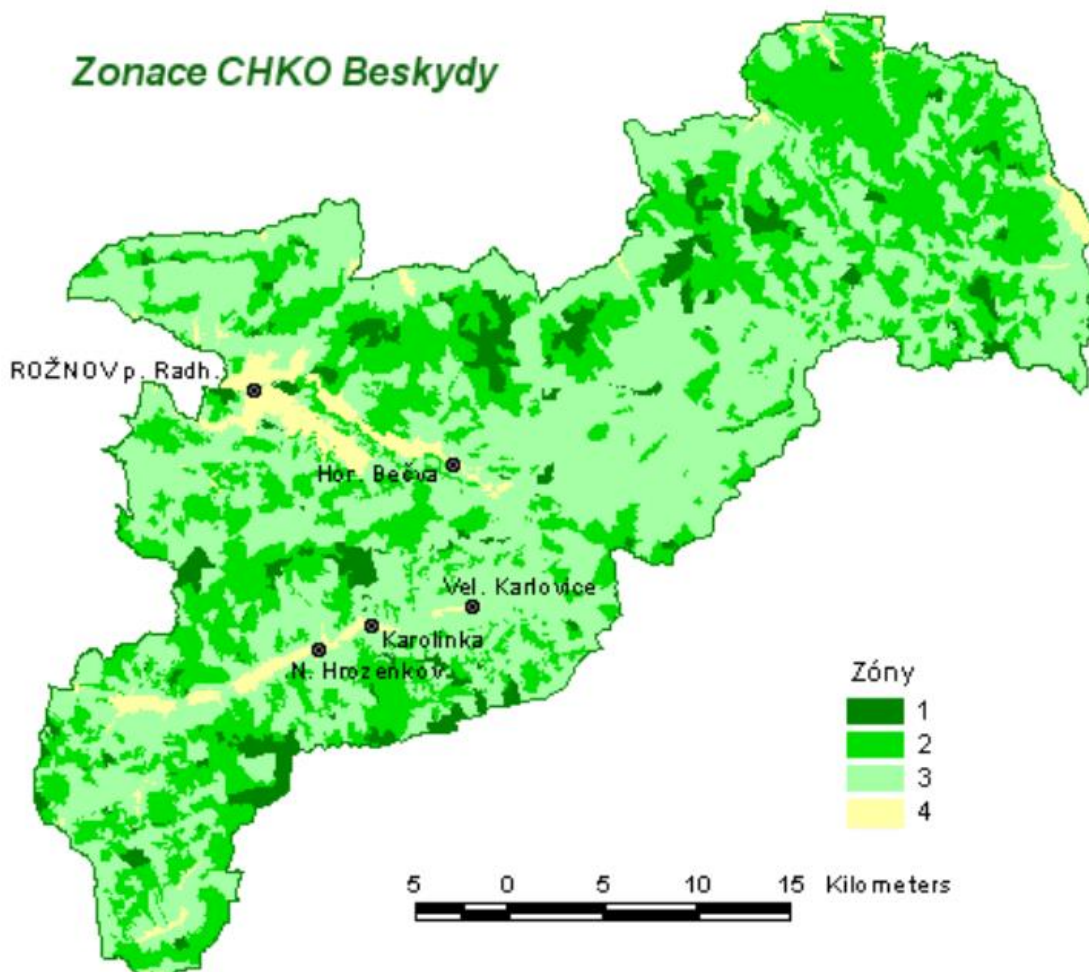 Zonace CHKO Beskydy
ROŽNOV p. Radh.
Hor. Bečva
Vel. Karlovice
Karolinka
N. Hrozenkov
Zóny
1
2
3
4
5 0 5 10 15 Kilometers